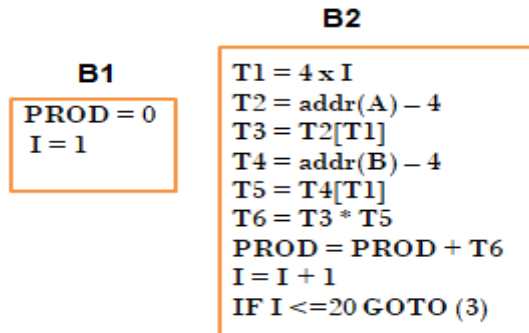 B1
PROD = 0
I = 1
B2
T1 = 4 x I
T2 = addr(A) – 4
T3 = T2[T1]
T4 = addr(B) – 4
T5 = T4[T1]
T6 = T3 * T5
PROD = PROD + T6
I = I + 1
IF I <=20 GOTO (3)